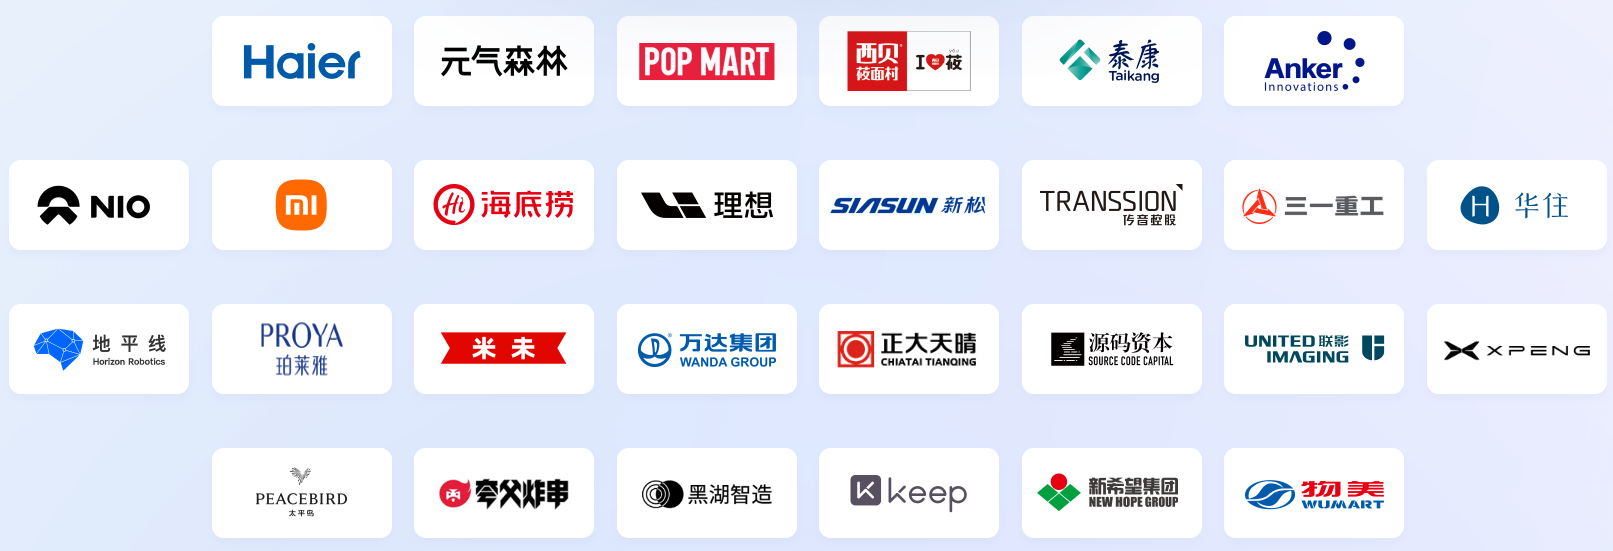 Haier
元气森林
POP MART
西贝
莜面村
I
莜
yóu
泰康
Taikang
Anker
Innovations
NIO
mi
Hi 海底捞
理想
SIASUN 新松
TRANSSION
传音控股
三一重工
H 华住
地平线
Horizon Robotics
PROYA
珀莱雅
米未
万达集团
WANDA GROUP
正大天晴
CHIATAI TIANQING
源码资本
SOURCE CODE CAPITAL
UNITED 联影
IMAGING
XPENG
PEACEBIRD
太平鸟
夸父炸串
黑湖智造
keep
新希望集团
NEW HOPE GROUP
物美
WUMART